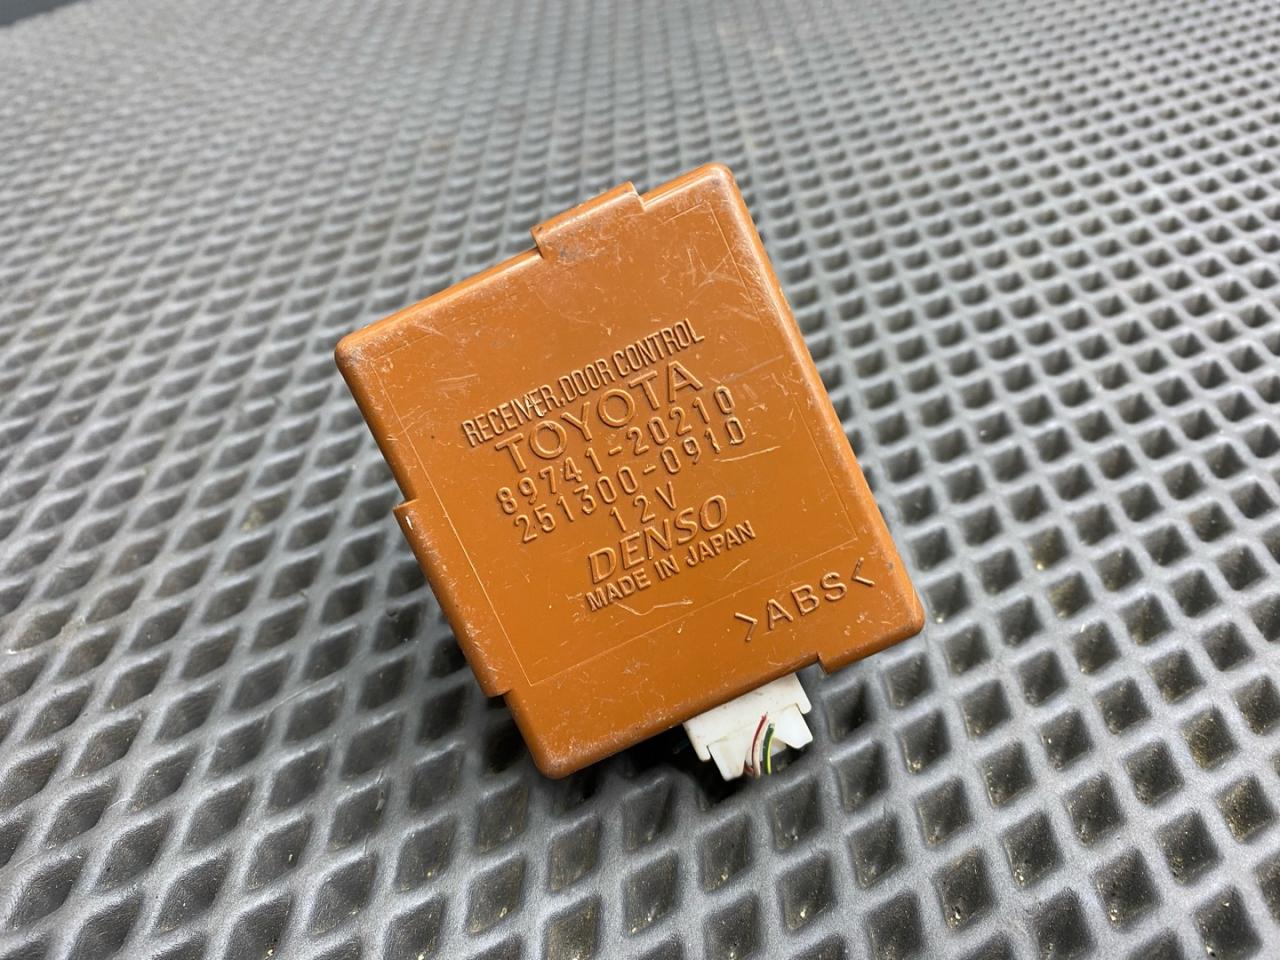 RECEIVER,DOOR CONTROL
TOYOTA
89741-20210
251300-0910
12V
DENSO
MADE IN JAPAN
>ABS<